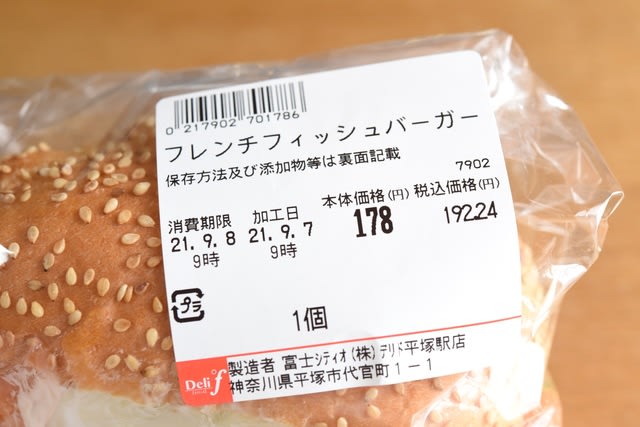 0 217902 701786
フレンチフィッシュバーガー
保存方法及び添加物等は裏面記載
7902
消費期限 加工日 本体価格(円) 税込価格(円)
21.9.8 21.9.7 178 192.24
9時 9時
プラ
1個
製造者 富士シティオ(株)デリド平塚駅店
神奈川県平塚市代官町1-1
Deli f